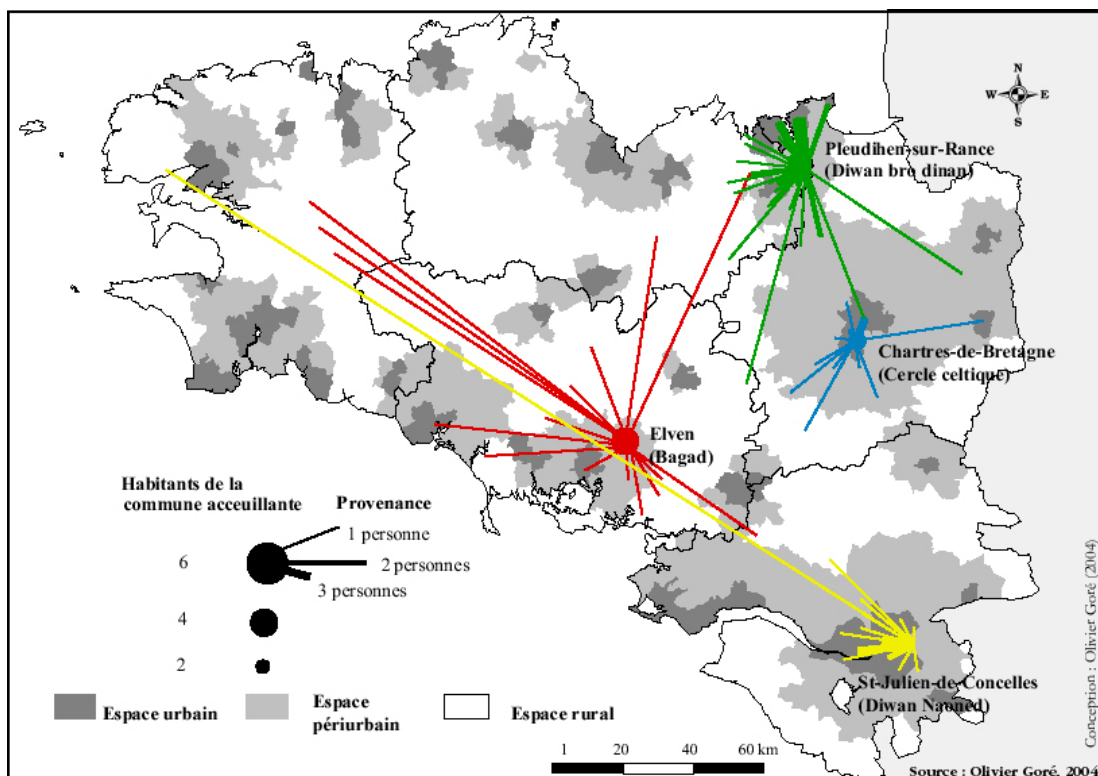 N
W E
S
Pleudihen-sur-Rance
(Diwan bro dinan)
Chartres-de-Bretagne
(Cercle celtique)
Elven
(Bagad)
Habitants de la
commune acceuillante
Provenance
1 personne
6
2 personnes
3 personnes
4
2
St-Julien-de-Concelles
(Diwan Naoned)
Espace urbain
Espace
périurbain
Espace rural
1 20 40 60 km
Conception : Olivier Goré (2004)
Source : Olivier Goré, 2004